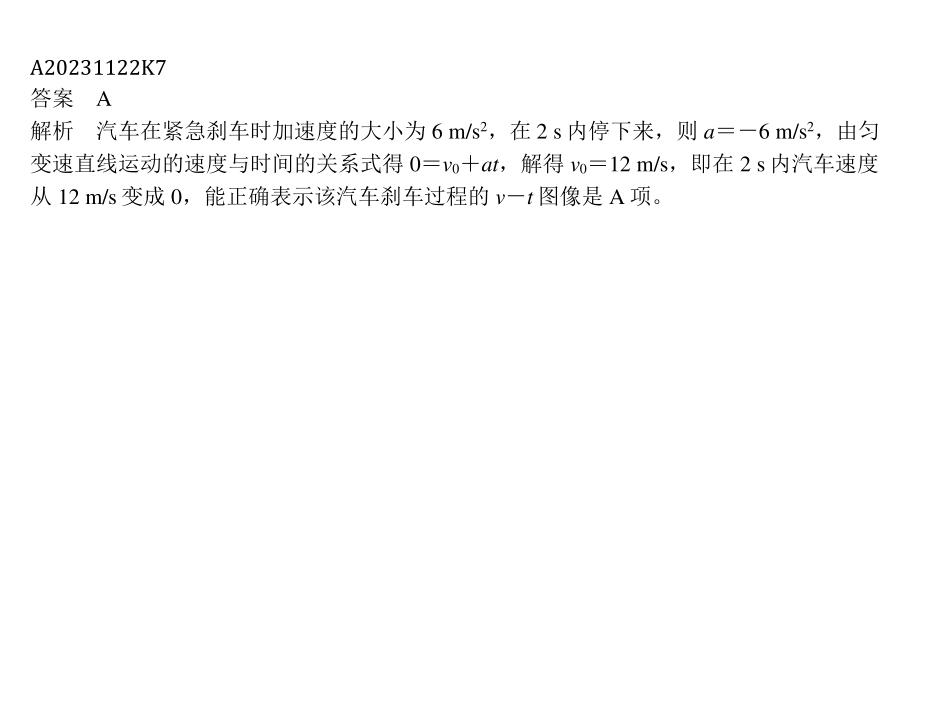 A20231122K7
答案　A
解析　汽车在紧急刹车时加速度的大小为 6 m/s²，在 2 s 内停下来，则 a＝－6 m/s²，由匀
变速直线运动的速度与时间的关系式得 0＝v₀＋at，解得 v₀＝12 m/s，即在 2 s 内汽车速度
从 12 m/s 变成 0，能正确表示该汽车刹车过程的 v－t 图像是 A 项。